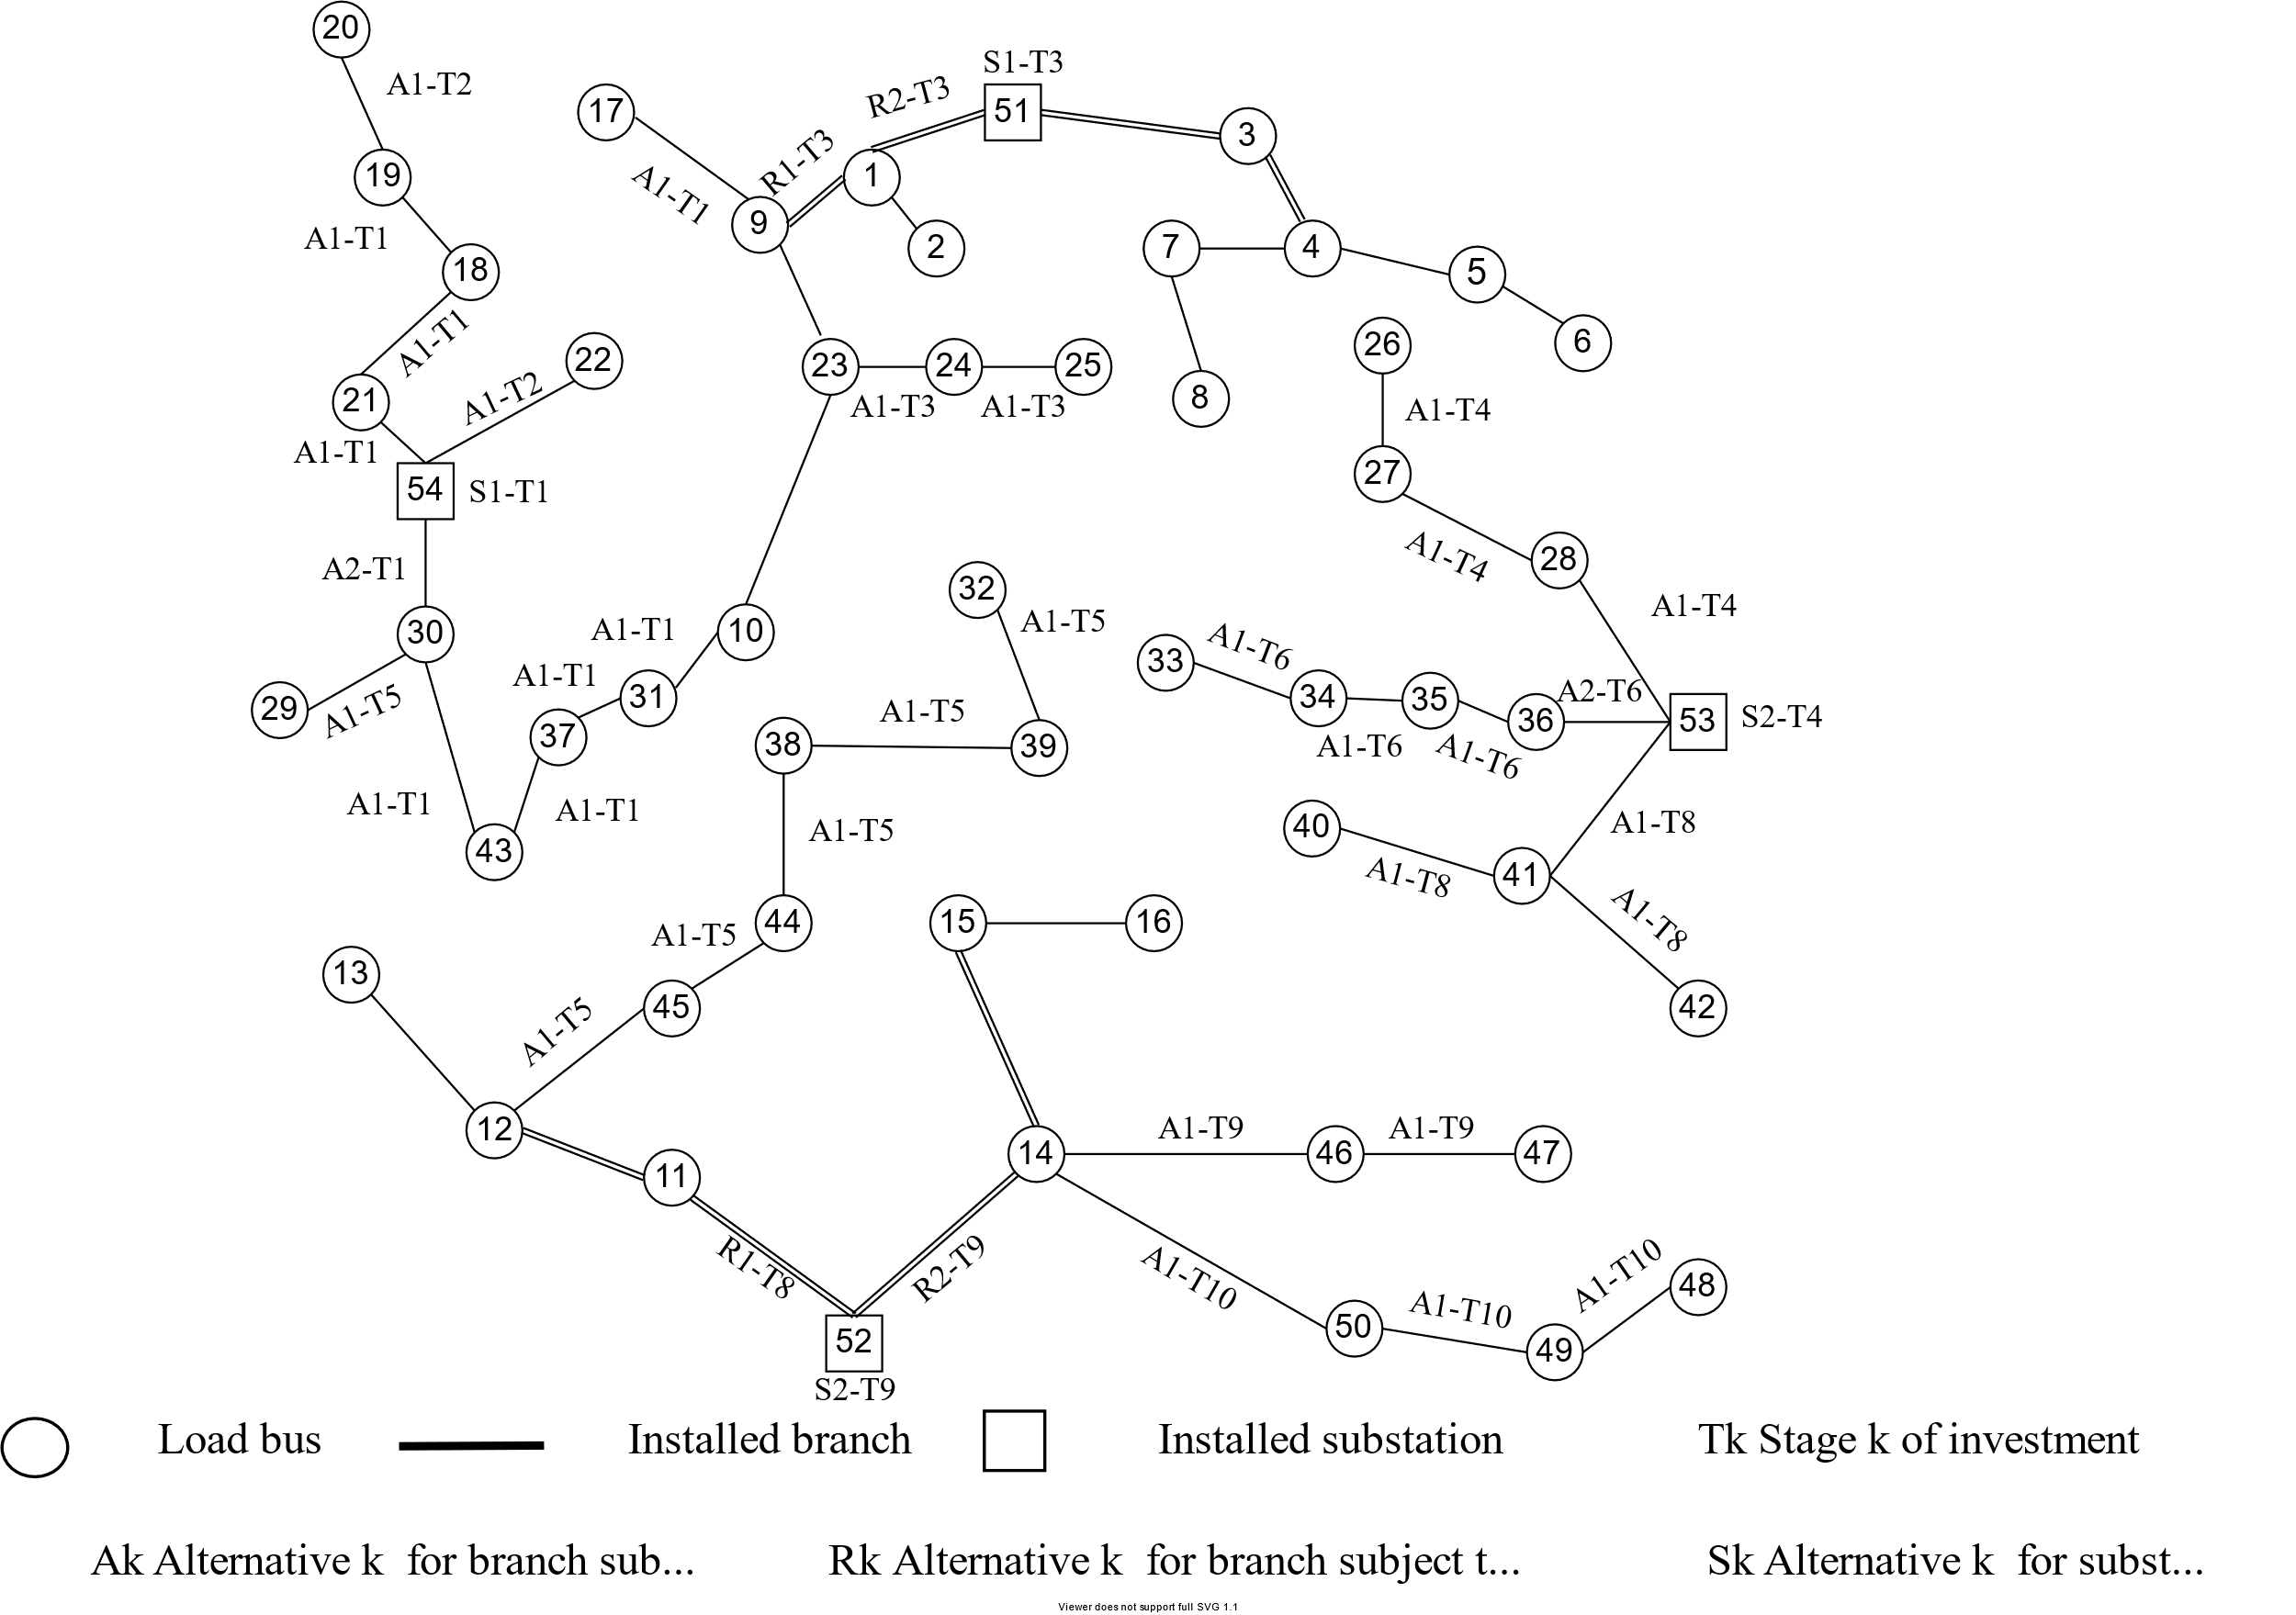 20
A1-T2
S1-T3
17
R2-T3
51
3
19
A1-T1
R1-T3
1
9
2
A1-T1
18
7
4
5
6
A1-T1
22
23
24
25
26
8
A1-T3
A1-T3
A1-T4
21
A1-T2
A1-T1
54
S1-T1
27
A1-T4
28
A2-T1
30
A1-T1
10
32
A1-T5
A1-T4
29
A1-T5
A1-T1
31
37
33
A1-T6
34
35
36
A2-T6
53
S2-T4
A1-T6
A1-T6
38
A1-T5
39
A1-T1
A1-T1
43
A1-T5
40
A1-T8
41
A1-T8
A1-T8
42
44
A1-T5
45
15
16
13
A1-T5
12
11
14
A1-T9
46
A1-T9
47
R1-T8
R2-T9
A1-T10
50
A1-T10
49
A1-T10
48
52
S2-T9
Load bus
Installed branch
Installed substation
Tk Stage k of investment
Ak Alternative k for branch sub...
Rk Alternative k for branch subject t...
Sk Alternative k for subst...
Viewer does not support full SVG 1.1